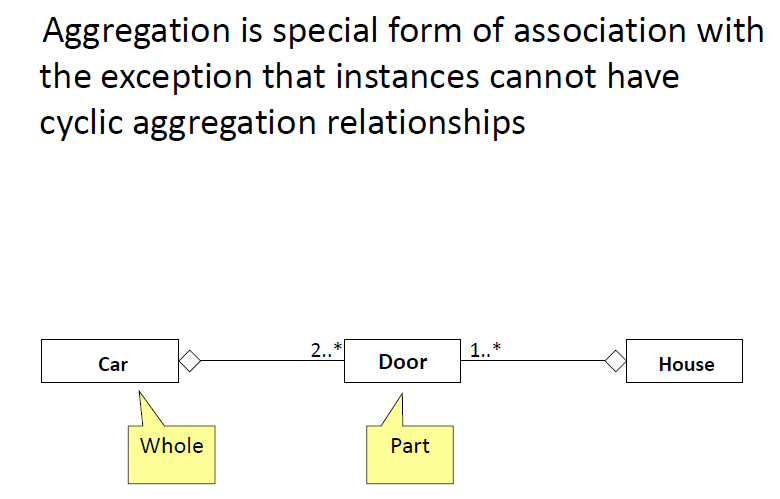 Aggregation is special form of association with
the exception that instances cannot have
cyclic aggregation relationships
2..*
1..*
Car
Door
House
Whole
Part